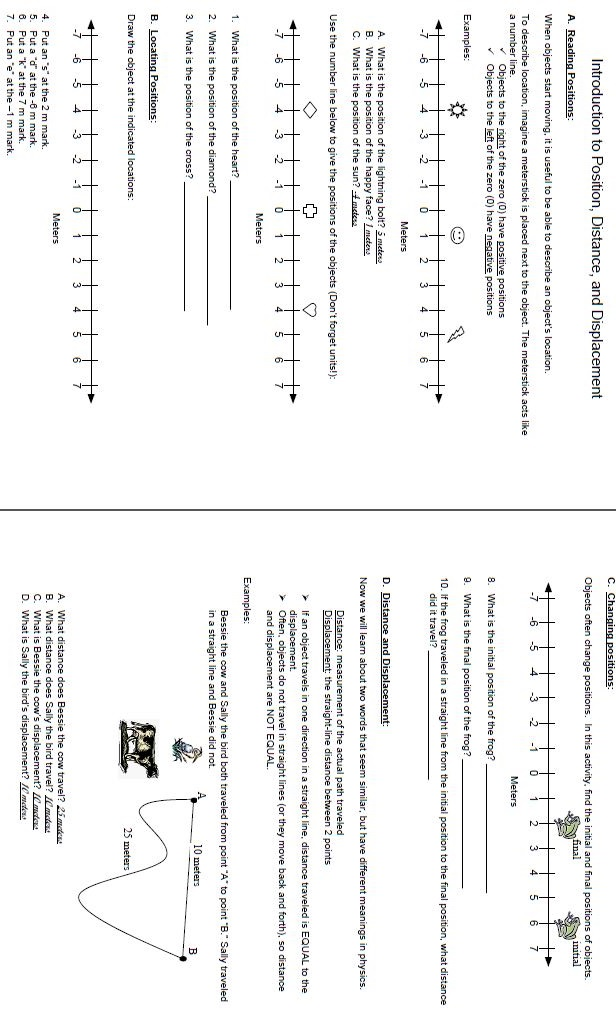 Introduction to Position, Distance, and Displacement
A. Reading Positions:
When objects start moving, it is useful to be able to describe an object's location.
To describe location, imagine a meterstick is placed next to the object. The meterstick acts like
a number line.
✓ Objects to the right of the zero (0) have positive positions
✓ Objects to the left of the zero (0) have negative positions
Examples:
-7 -6 -5 -4 -3 -2 -1 0 1 2 3 4 5 6 7
Meters
A. What is the position of the lightning bolt? 5 meters
B. What is the position of the happy face? 1 meters
C. What is the position of the sun? -4 meters
Use the number line below to give the positions of the objects (Don't forget units!):
-7 -6 -5 -4 -3 -2 -1 0 1 2 3 4 5 6 7
Meters
1. What is the position of the heart?
2. What is the position of the diamond?
3. What is the position of the cross?
B. Locating Positions:
Draw the object at the indicated locations:
-7 -6 -5 -4 -3 -2 -1 0 1 2 3 4 5 6 7
Meters
4. Put an "s" at the 2 m mark.
5. Put a "d" at the -6 m mark.
6. Put a "k" at the 7 m mark.
7. Put an "e" at the -1 m mark.
C. Changing positions:
Objects often change positions. In this activity, find the initial and final positions of objects.
final
initial
-7 -6 -5 -4 -3 -2 -1 0 1 2 3 4 5 6 7
Meters
8. What is the initial position of the frog?
9. What is the final position of the frog?
10. If the frog traveled in a straight line from the initial position to the final position, what distance
did it travel?
D. Distance and Displacement:
Now we will learn about two words that seem similar, but have different meanings in physics.
Distance: measurement of the actual path traveled
Displacement: the straight-line distance between 2 points
➤ If an object travels in one direction in a straight line, distance traveled is EQUAL to the
displacement.
➤ Often, objects do not travel in straight lines (or they move back and forth), so distance
and displacement are NOT EQUAL.
Examples:
Bessie the cow and Sally the bird both traveled from point "A" to point "B." Sally traveled
in a straight line and Bessie did not.
A
10 meters
B
25 meters
A. What distance does Bessie the cow travel? 25 meters
B. What distance does Sally the bird travel? 10 meters
C. What is Bessie the cow's displacement? 10 meters
D. What is Sally the bird's displacement? 10 meters